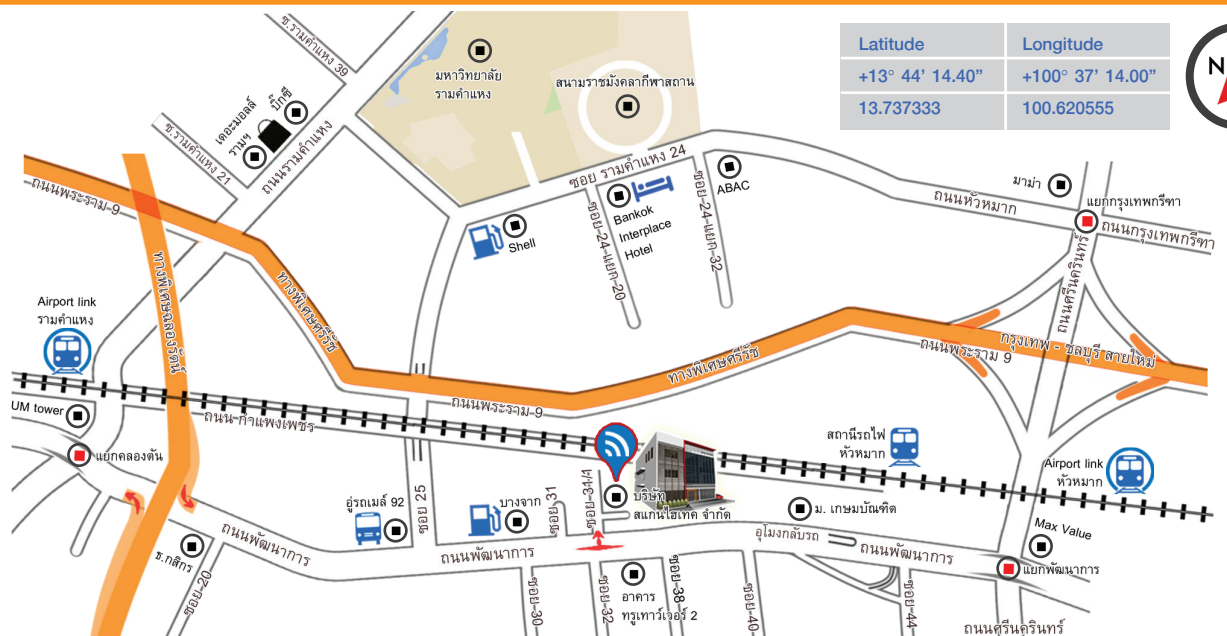 Latitude
Longitude
+13° 44' 14.40”
+100° 37' 14.00”
13.737333
100.620555
N
ซ.รามคำแหง 39
มหาวิทยาลัย
รามคำแหง
สนามราชมังคลากีฬาสถาน
เดอะมอลล์
รามฯ
บิ๊กซี
ซ.รามคำแหง 21
ถนนรามคำแหง
ซอย รามคำแหง 24
ABAC
มาม่า
แยกกรุงเทพกรีฑา
ถนนหัวหมาก
ถนนกรุงเทพกรีฑา
ถนนพระราม 9
Shell
Bankok
Interplace
Hotel
ซอย-24-แยก-20
ซอย-24-แยก-32
ถนนศรีนครินทร์
ทางพิเศษฉลองรัตน์
ทางพิเศษศรีรัช
Airport link
รามคำแหง
ทางพิเศษศรีรัช
ถนนพระราม 9
กรุงเทพ - ชลบุรี สายใหม่
ถนนพระราม 9
UM tower
ถนน กำแพงเพชร
แยกคลองตัน
สถานีรถไฟ
หัวหมาก
Airport link
หัวหมาก
อู่รถเมล์ 92
ซอย 25
บางจาก
ซอย 31
ซอย-34/1
บริษัท
สแกนไฮเทค จำกัด
ม. เกษมบัณฑิต
Max Value
ถนนพัฒนาการ
ธ.กสิกร
ถนนพัฒนาการ
อุโมงกลับรถ
ถนนพัฒนาการ
แยกพัฒนาการ
ซอย-20
ซอย-30
ซอย-32
อาคาร
ทรูเทาว์เวอร์ 2
ซอย-38
ซอย-40
ซอย-44
ถนนศรีนครินทร์